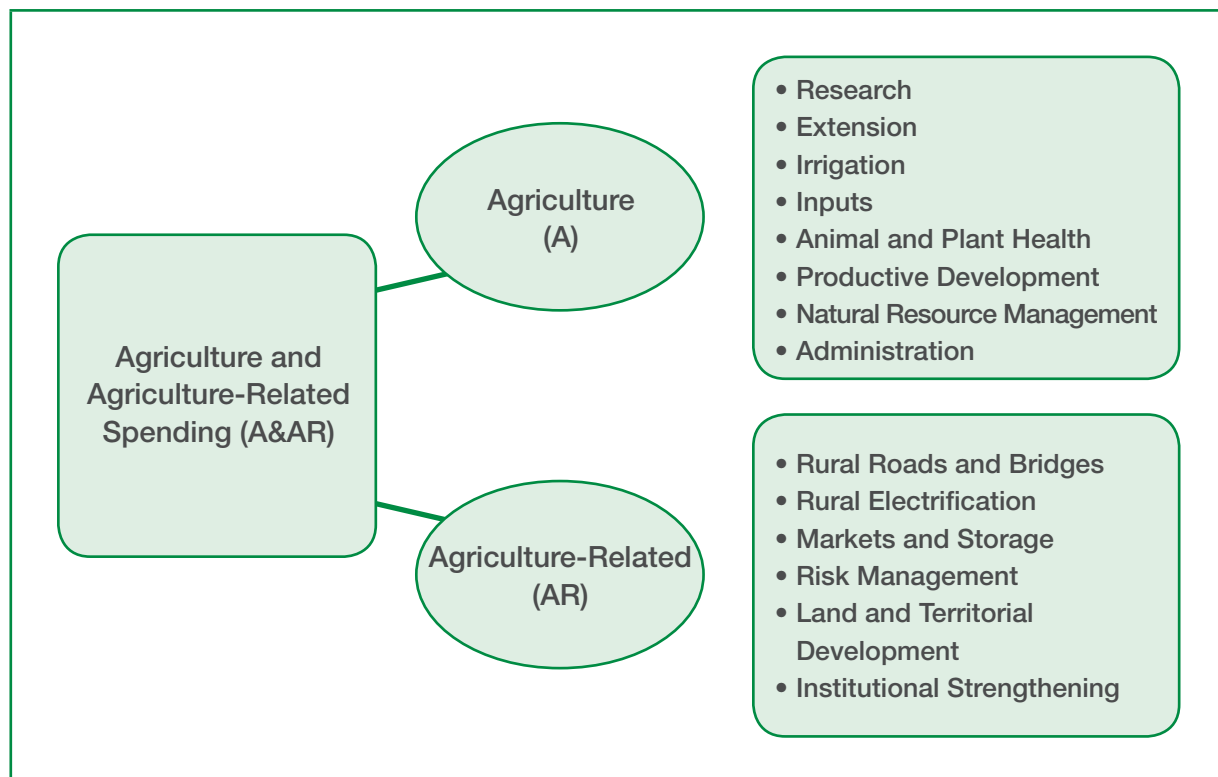 Agriculture and
Agriculture-Related
Spending (A&AR)
Agriculture
(A)
• Research
• Extension
• Irrigation
• Inputs
• Animal and Plant Health
• Productive Development
• Natural Resource Management
• Administration
Agriculture-Related
(AR)
• Rural Roads and Bridges
• Rural Electrification
• Markets and Storage
• Risk Management
• Land and Territorial
Development
• Institutional Strengthening